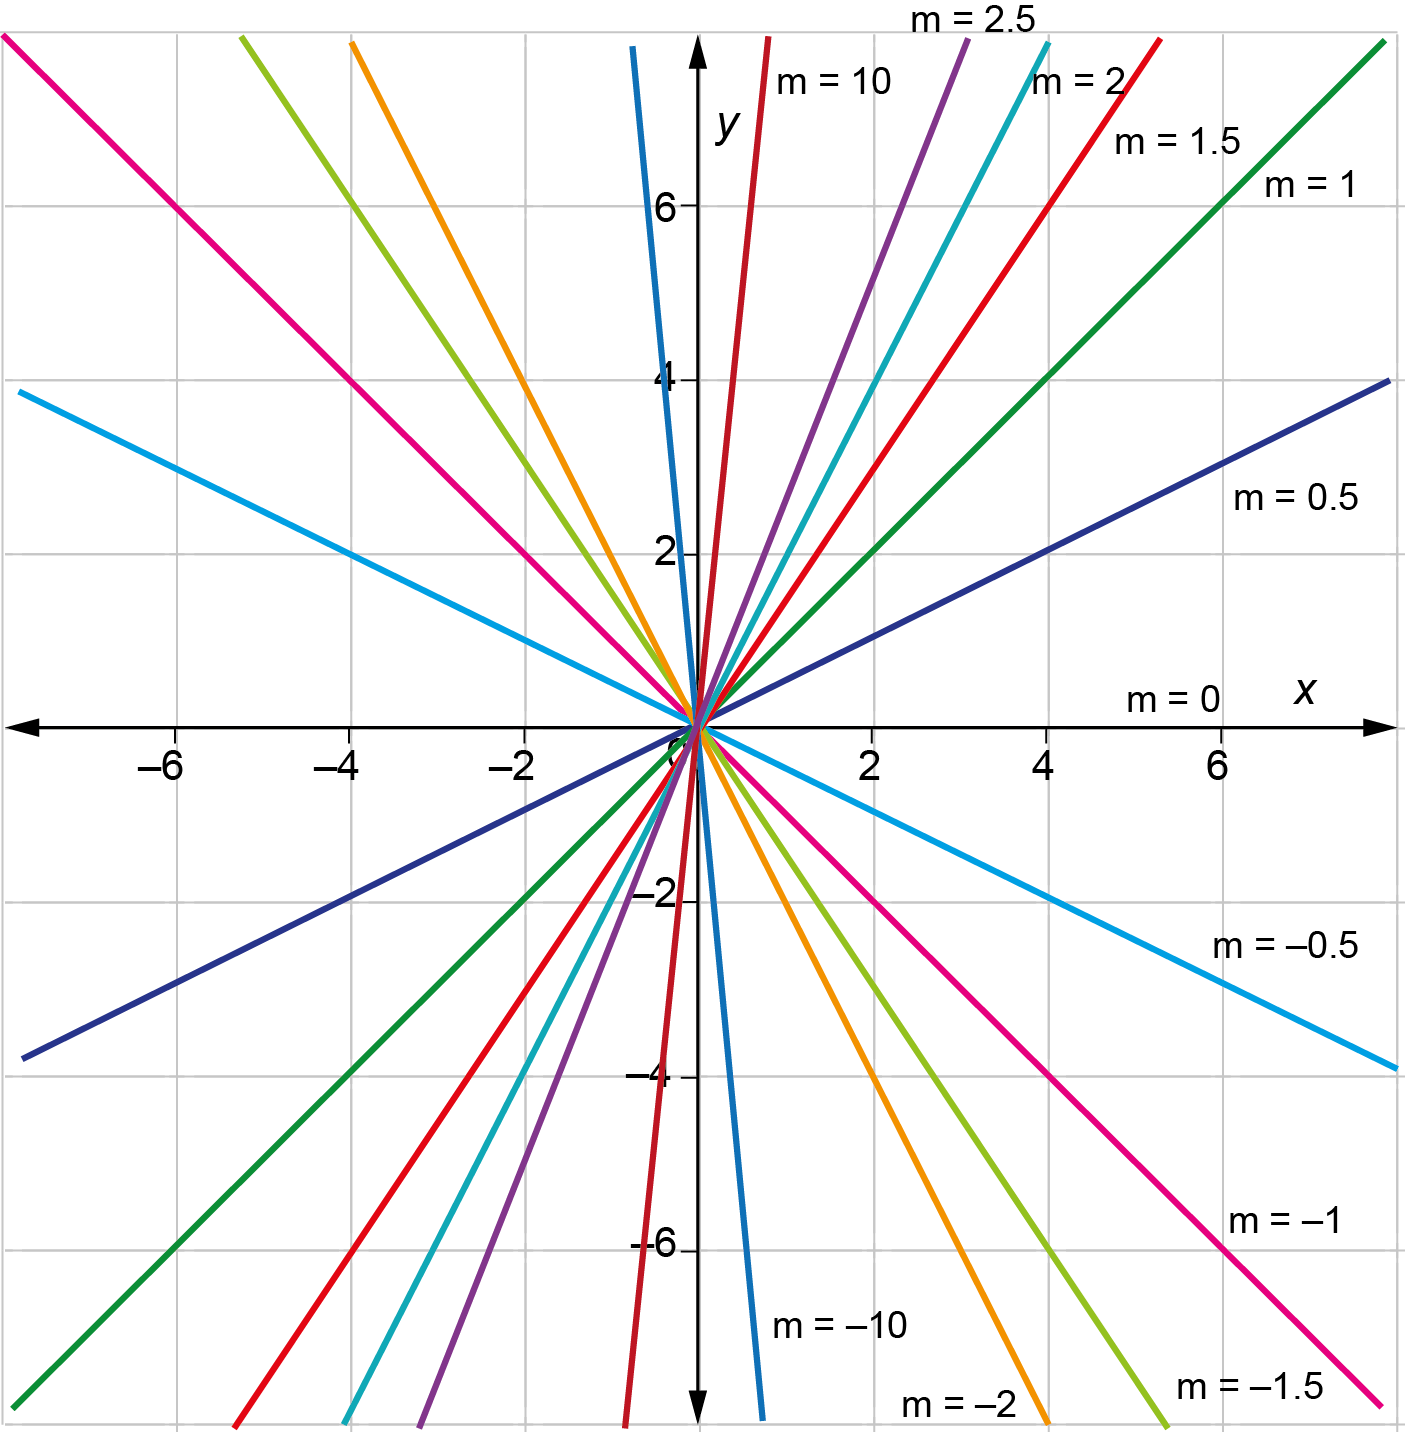 m = 2.5
m = 10
m = 2
y
m = 1.5
m = 1
6
4
m = 0.5
2
m = 0
x
–6
–4
–2
0
2
4
6
–2
m = –0.5
–4
m = –1
–6
m = –10
m = –1.5
m = –2